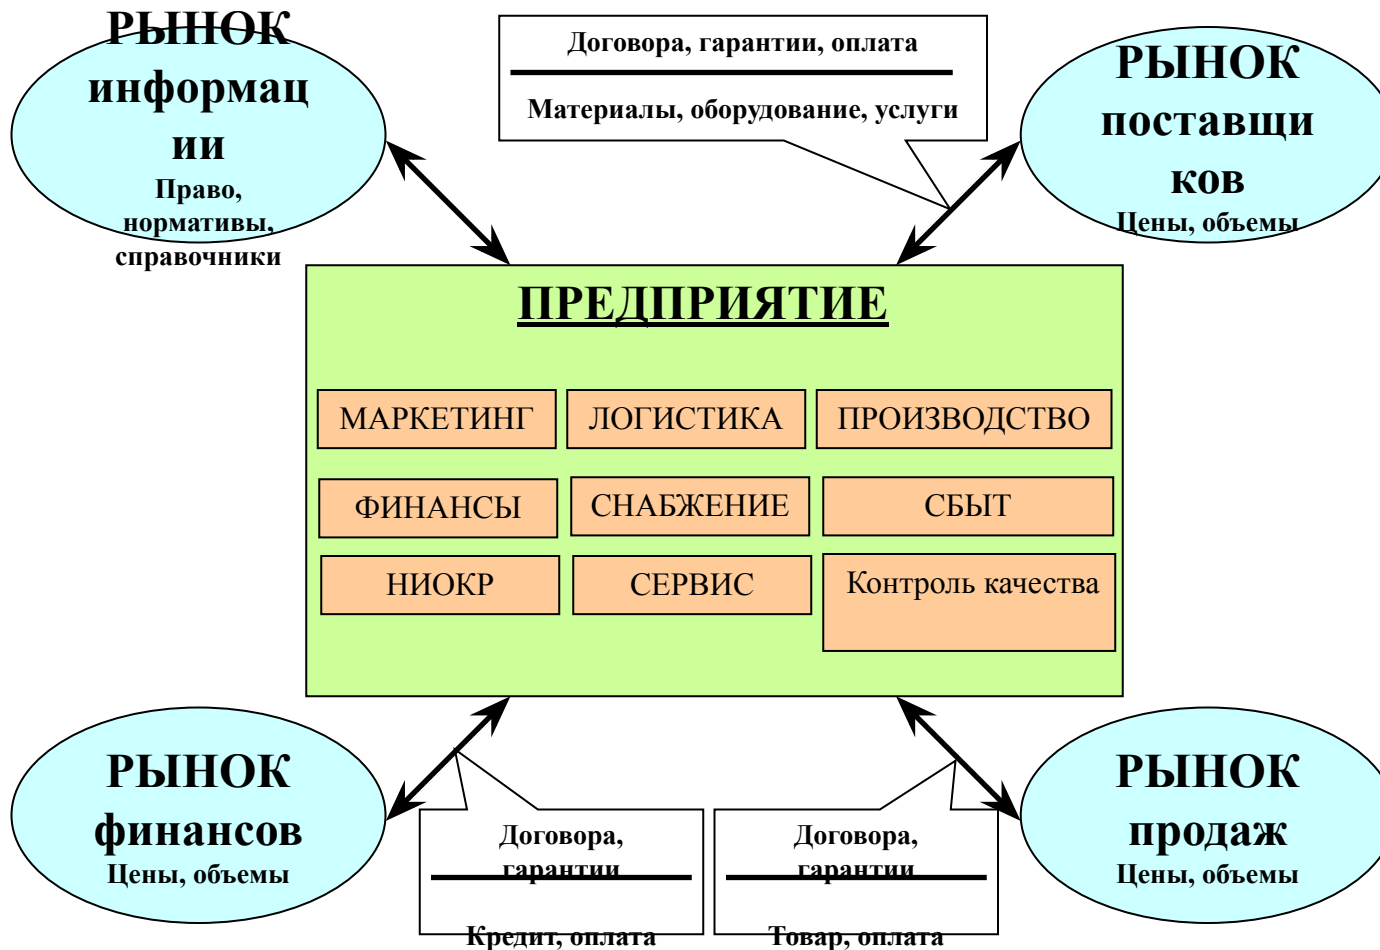 РЫНОК
информац
ии
Право,
нормативы,
справочники
Договора, гарантии, оплата
Материалы, оборудование, услуги
РЫНОК
поставщи
ков
Цены, объемы
ПРЕДПРИЯТИЕ
МАРКЕТИНГ
ЛОГИСТИКА
ПРОИЗВОДСТВО
ФИНАНСЫ
СНАБЖЕНИЕ
СБЫТ
НИОКР
СЕРВИС
Контроль качества
РЫНОК
финансов
Цены, объемы
Договора,
гарантии
Кредит, оплата
Договора,
гарантии
Товар, оплата
РЫНОК
продаж
Цены, объемы